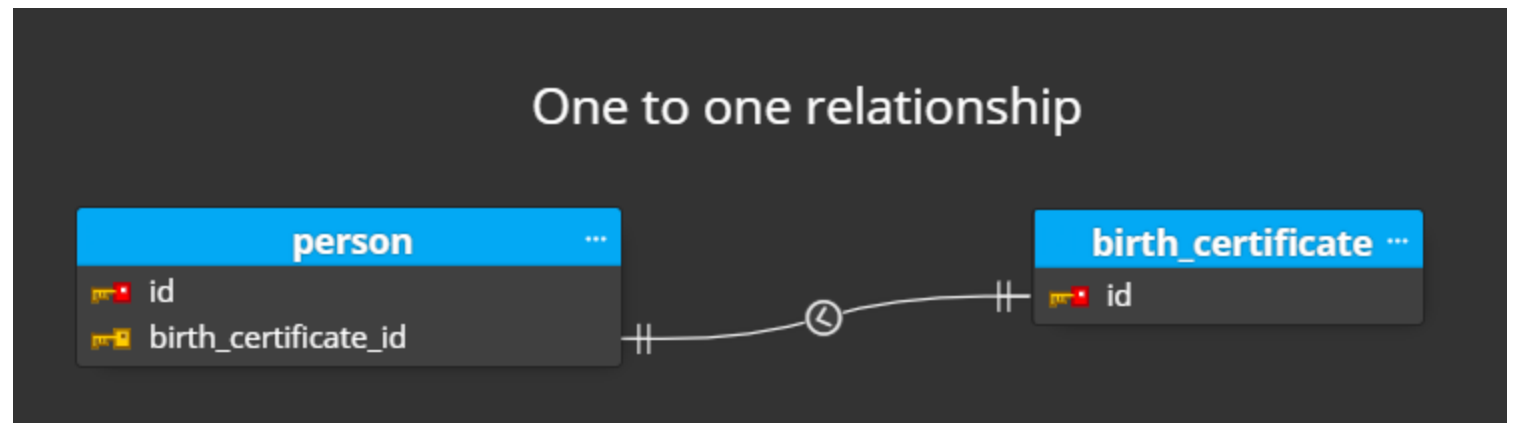 One to one relationship
person ...
id
birth_certificate_id
birth_certificate ...
id